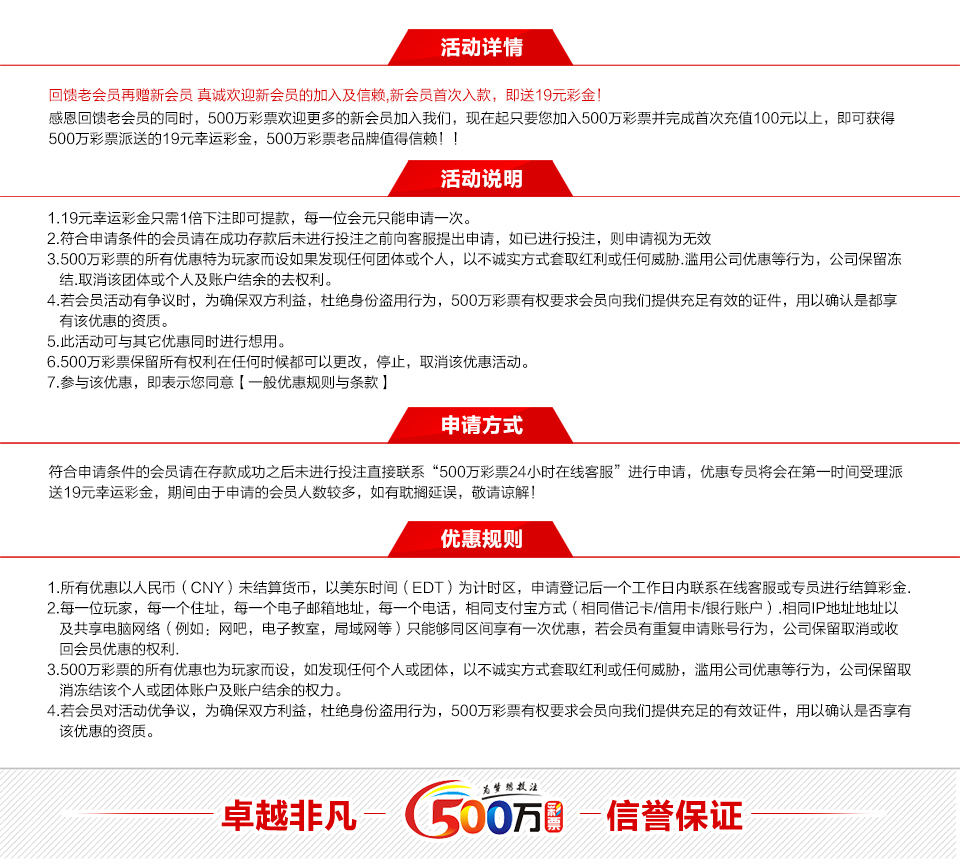 活动详情
回馈老会员再赠新会员 真诚欢迎新会员的加入及信赖,新会员首次入款，即送19元彩金！
感恩回馈老会员的同时，500万彩票欢迎更多的新会员加入我们，现在起只要您加入500万彩票并完成首次充值100元以上，即可获得
500万彩票派送的19元幸运彩金，500万彩票老品牌值得信赖！！
活动说明
1.19元幸运彩金只需1倍下注即可提款，每一位会元只能申请一次。
2.符合申请条件的会员请在成功存款后未进行投注之前向客服提出申请，如已进行投注，则申请视为无效
3.500万彩票的所有优惠特为玩家而设如果发现任何团体或个人，以不诚实方式套取红利或任何威胁.滥用公司优惠等行为，公司保留冻
结.取消该团体或个人及账户结余的去权利。
4.若会员活动有争议时，为确保双方利益，杜绝身份盗用行为，500万彩票有权要求会员向我们提供充足有效的证件，用以确认是都享
有该优惠的资质。
5.此活动可与其它优惠同时进行想用。
6.500万彩票保留所有权利在任何时候都可以更改，停止，取消该优惠活动。
7.参与该优惠，即表示您同意【一般优惠规则与条款】
申请方式
符合申请条件的会员请在存款成功之后未进行投注直接联系“500万彩票24小时在线客服”进行申请，优惠专员将会在第一时间受理派
送19元幸运彩金，期间由于申请的会员人数较多，如有耽搁延误，敬请谅解！
优惠规则
1.所有优惠以人民币（CNY）未结算货币，以美东时间（EDT）为计时区，申请登记后一个工作日内联系在线客服或专员进行结算彩金.
2.每一位玩家，每一个住址，每一个电子邮箱地址，每一个电话，相同支付宝方式（相同借记卡/信用卡/银行账户）.相同IP地址地址以
及共享电脑网络（例如：网吧，电子教室，局域网等）只能够同区间享有一次优惠，若会员有重复申请账号行为，公司保留取消或收
回会员优惠的权利.
3.500万彩票的所有优惠也为玩家而设，如发现任何个人或团体，以不诚实方式套取红利或任何威胁，滥用公司优惠等行为，公司保留取
消冻结该个人或团体账户及账户结余的权力。
4.若会员对活动优争议，为确保双方利益，杜绝身份盗用行为，500万彩票有权要求会员向我们提供充足的有效证件，用以确认是否享有
该优惠的资质。
为梦想投注
卓越非凡 500万彩票 信誉保证